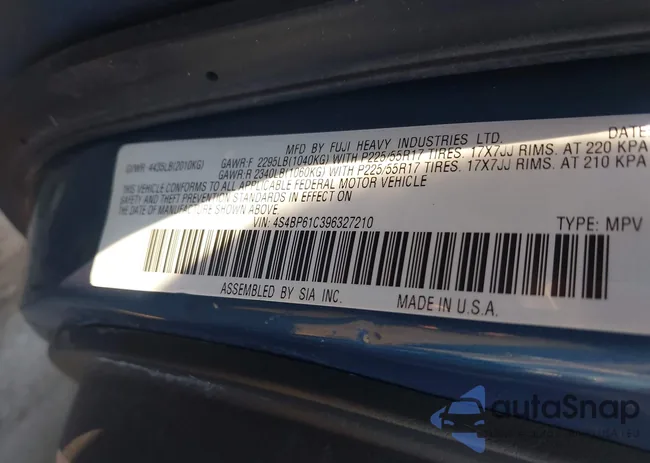 MFD BY FUJI HEAVY INDUSTRIES LTD. DATE:
GVWR: 4435LB(2010KG) GAWR:F 2295LB(1040KG) WITH P225/55R17 TIRES. 17X7JJ RIMS. AT 220 KPA
GAWR:R 2340LB(1060KG) WITH P225/55R17 TIRES. 17X7JJ RIMS. AT 210 KPA
THIS VEHICLE CONFORMS TO ALL APPLICABLE FEDERAL MOTOR VEHICLE
SAFETY AND THEFT PREVENTION STANDARDS IN EFFECT ON THE DATE OF
MANUFACTURE SHOWN ABOVE.
VIN: 4S4BP61C396327210 TYPE: MPV
ASSEMBLED BY SIA INC. MADE IN U.S.A.
autoSnap